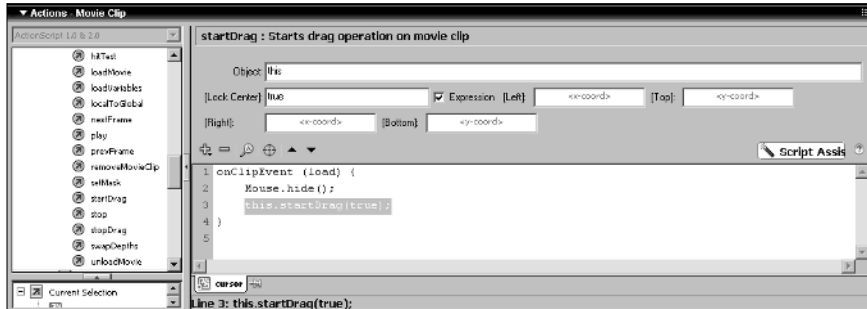 Actions - Movie Clip
ActionScript 1.0 & 2.0
hitTest
loadMovie
loadVariables
localToGlobal
nextFrame
play
prevFrame
removeMovieClip
setMask
startDrag
stop
stopDrag
swapDepths
unloadMovie
Current Selection
startDrag : Starts drag operation on movie clip
Object: this
[Lock Center]: true Expression [Left]: <x-coord> [Top]: <y-coord>
[Right]: <x-coord> [Bottom]: <y-coord>
Script Assis
1 onClipEvent (load) {
2 Mouse.hide();
3 this.startDrag(true);
4 }
5
cursor
Line 3: this.startDrag(true);